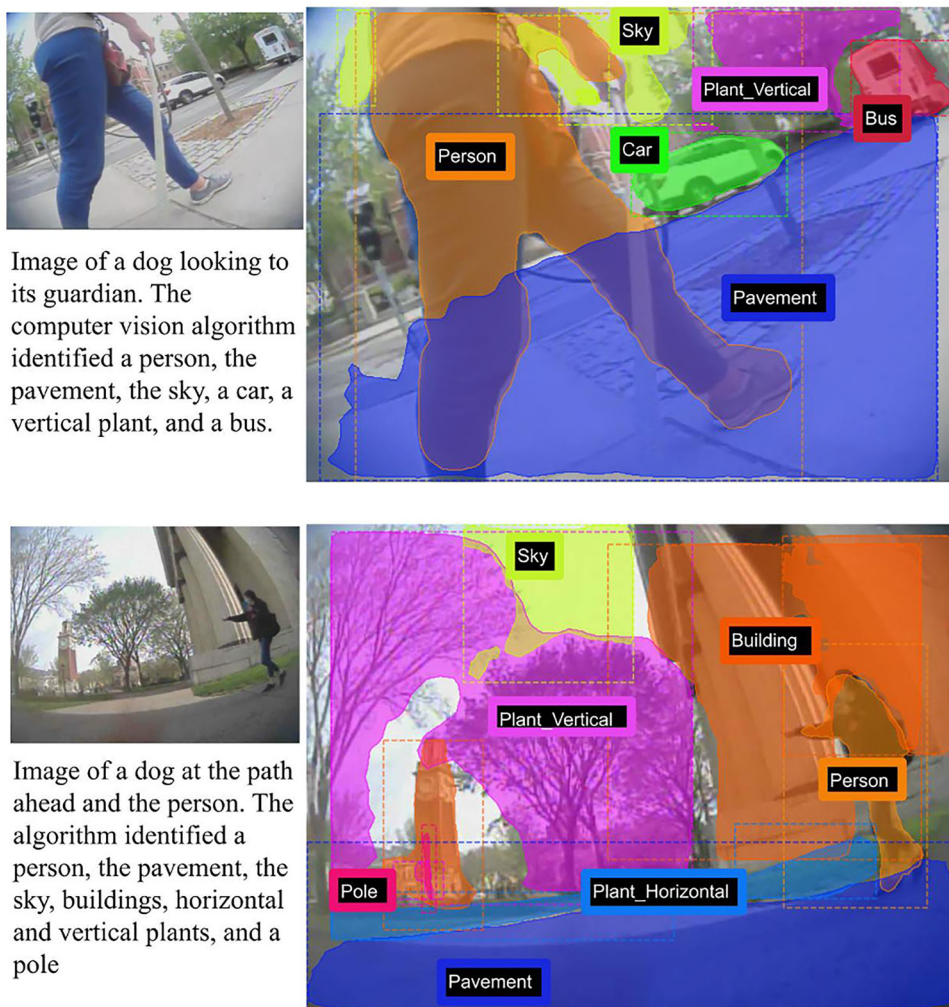 Sky
Plant_Vertical
Bus
Person
Car
Pavement
Image of a dog looking to
its guardian. The
computer vision algorithm
identified a person, the
pavement, the sky, a car, a
vertical plant, and a bus.
Sky
Building
Plant_Vertical
Person
Pole
Plant_Horizontal
Pavement
Image of a dog at the path
ahead and the person. The
algorithm identified a
person, the pavement, the
sky, buildings, horizontal
and vertical plants, and a
pole